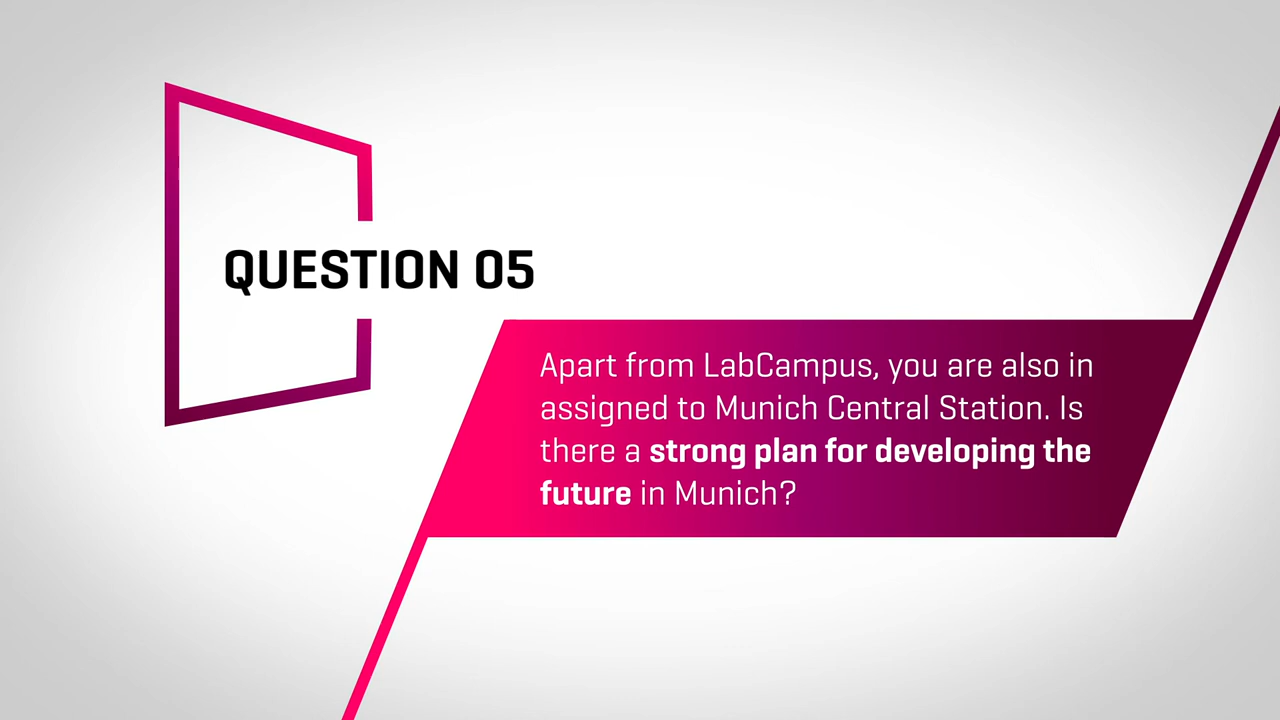 QUESTION 05
Apart from LabCampus, you are also in
assigned to Munich Central Station. Is
there a strong plan for developing the
future in Munich?